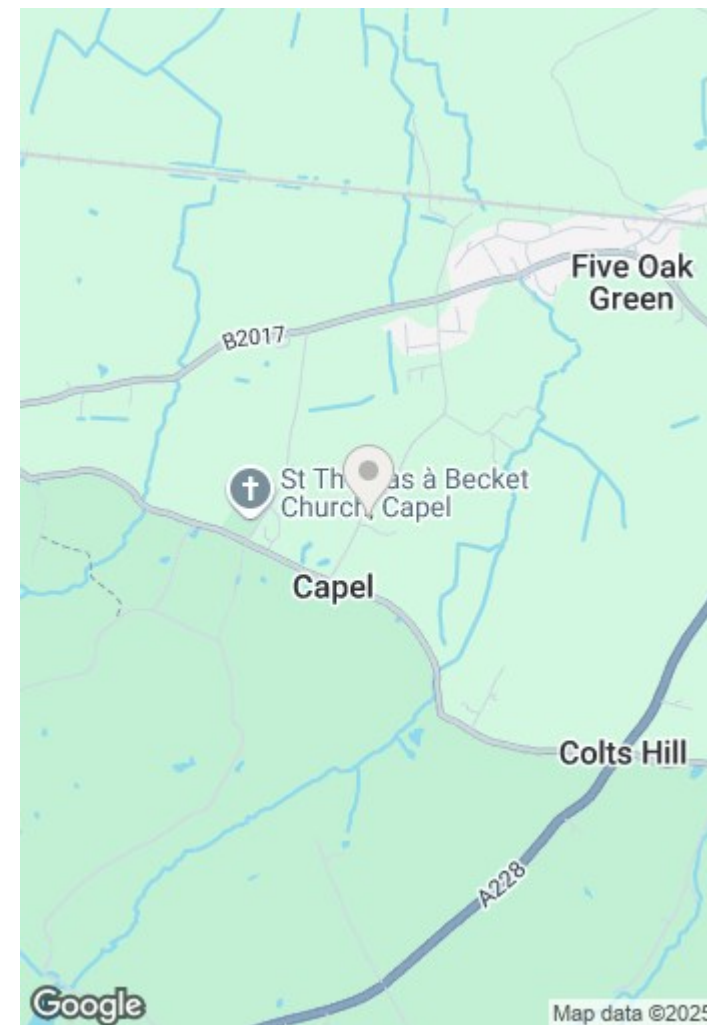 Five Oak
Green
B2017
St Th as à Becket
Church, Capel
Capel
Colts Hill
A228
Google
Map data ©2025